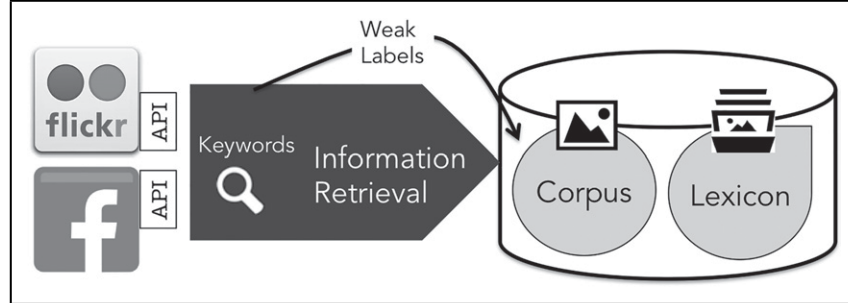 Weak
Labels
flickr
API
Keywords
Information
Retrieval
API
f
Corpus
Lexicon